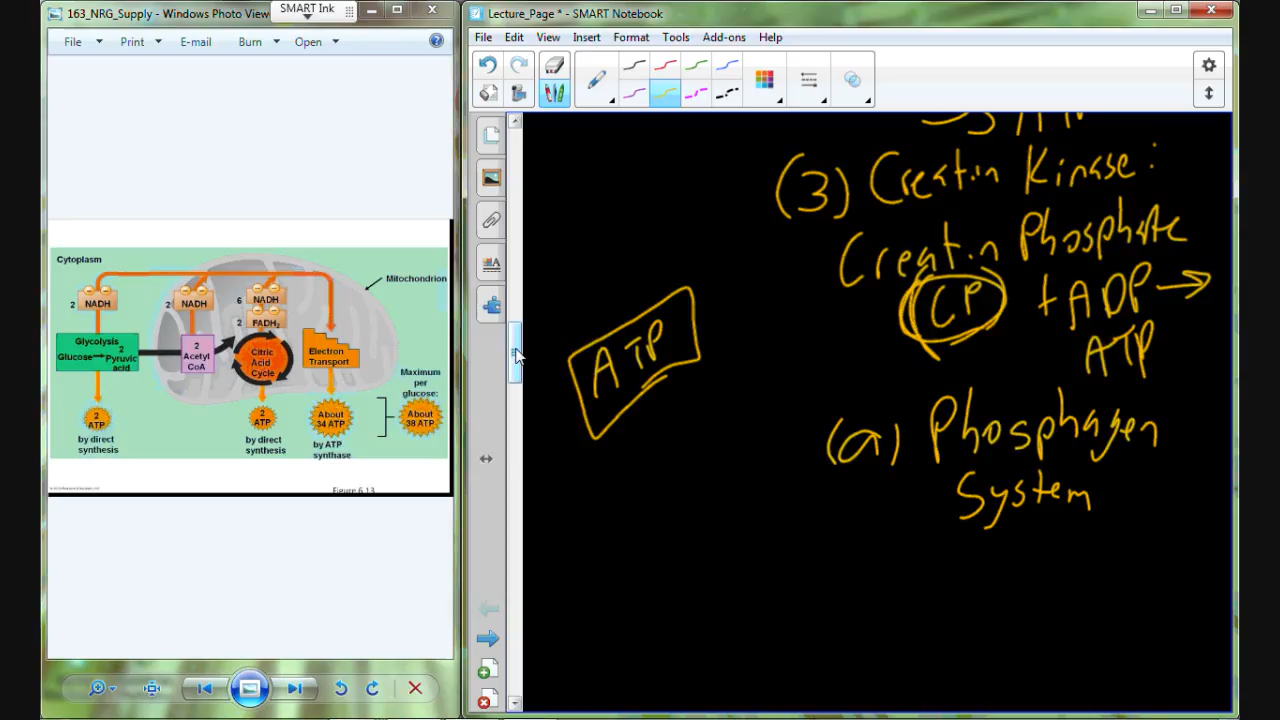 163_NRG_Supply - Windows Photo View
SMART Ink
File Print E-mail Burn Open
Cytoplasm
Mitochondrion
2 NADH
2 NADH
6 NADH
2 FADH₂
Glycolysis
Glucose → 2 Pyruvic acid
2 Acetyl CoA
Citric Acid Cycle
Electron Transport
Maximum per glucose:
2 ATP
2 ATP
About 34 ATP
About 38 ATP
by direct synthesis
by direct synthesis
by ATP synthase
Figure 6.13
Lecture_Page * - SMART Notebook
File Edit View Insert Format Tools Add-ons Help
(3) Creatin Kinase:
Creatin Phosphate
CP + ADP →
ATP
ATP
(a) Phosphagen
System